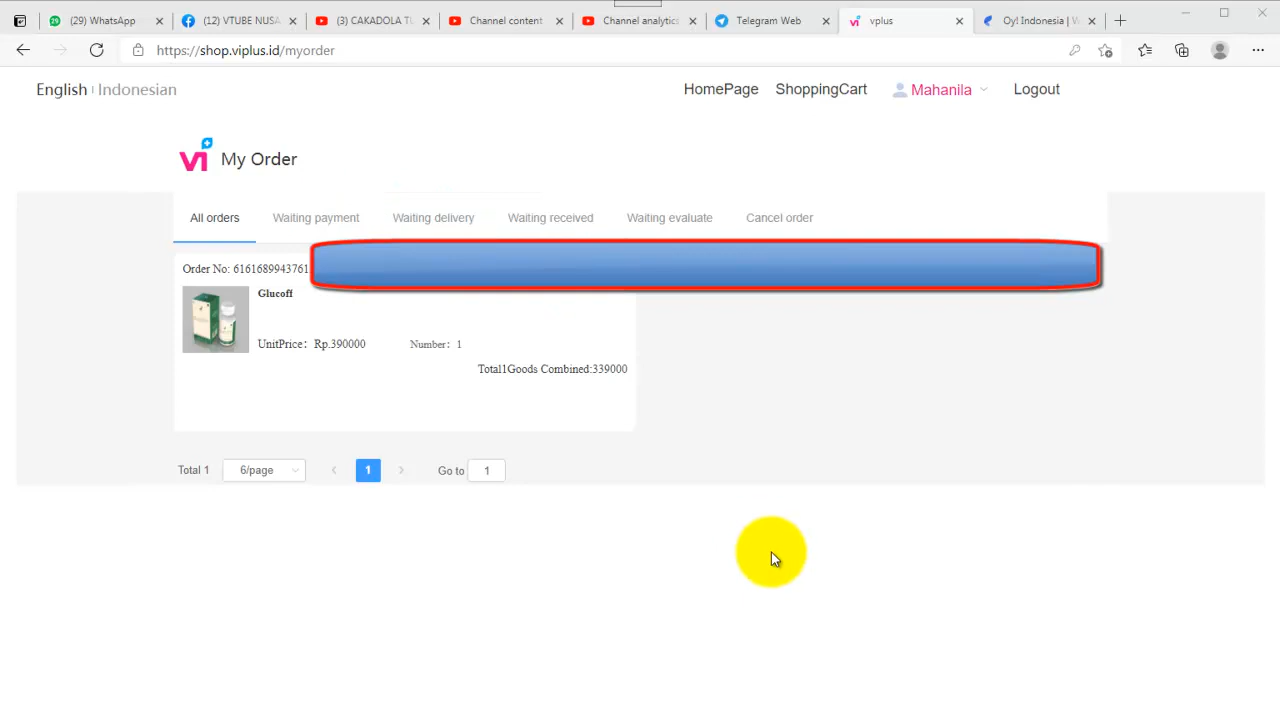 (29) WhatsApp
(12) VTUBE NUSA
(3) CAKADOLA TU
Channel content
Channel analytics
Telegram Web
vplus
Oy! Indonesia | V
https://shop.viplus.id/myorder
English | Indonesian
HomePage ShoppingCart Mahanila Logout
VI My Order
All orders Waiting payment Waiting delivery Waiting received Waiting evaluate Cancel order
Order No: 6161689943761
Glucoff
UnitPrice: Rp.390000 Number: 1
Total1Goods Combined:339000
Total 1 6/page 1 Go to 1